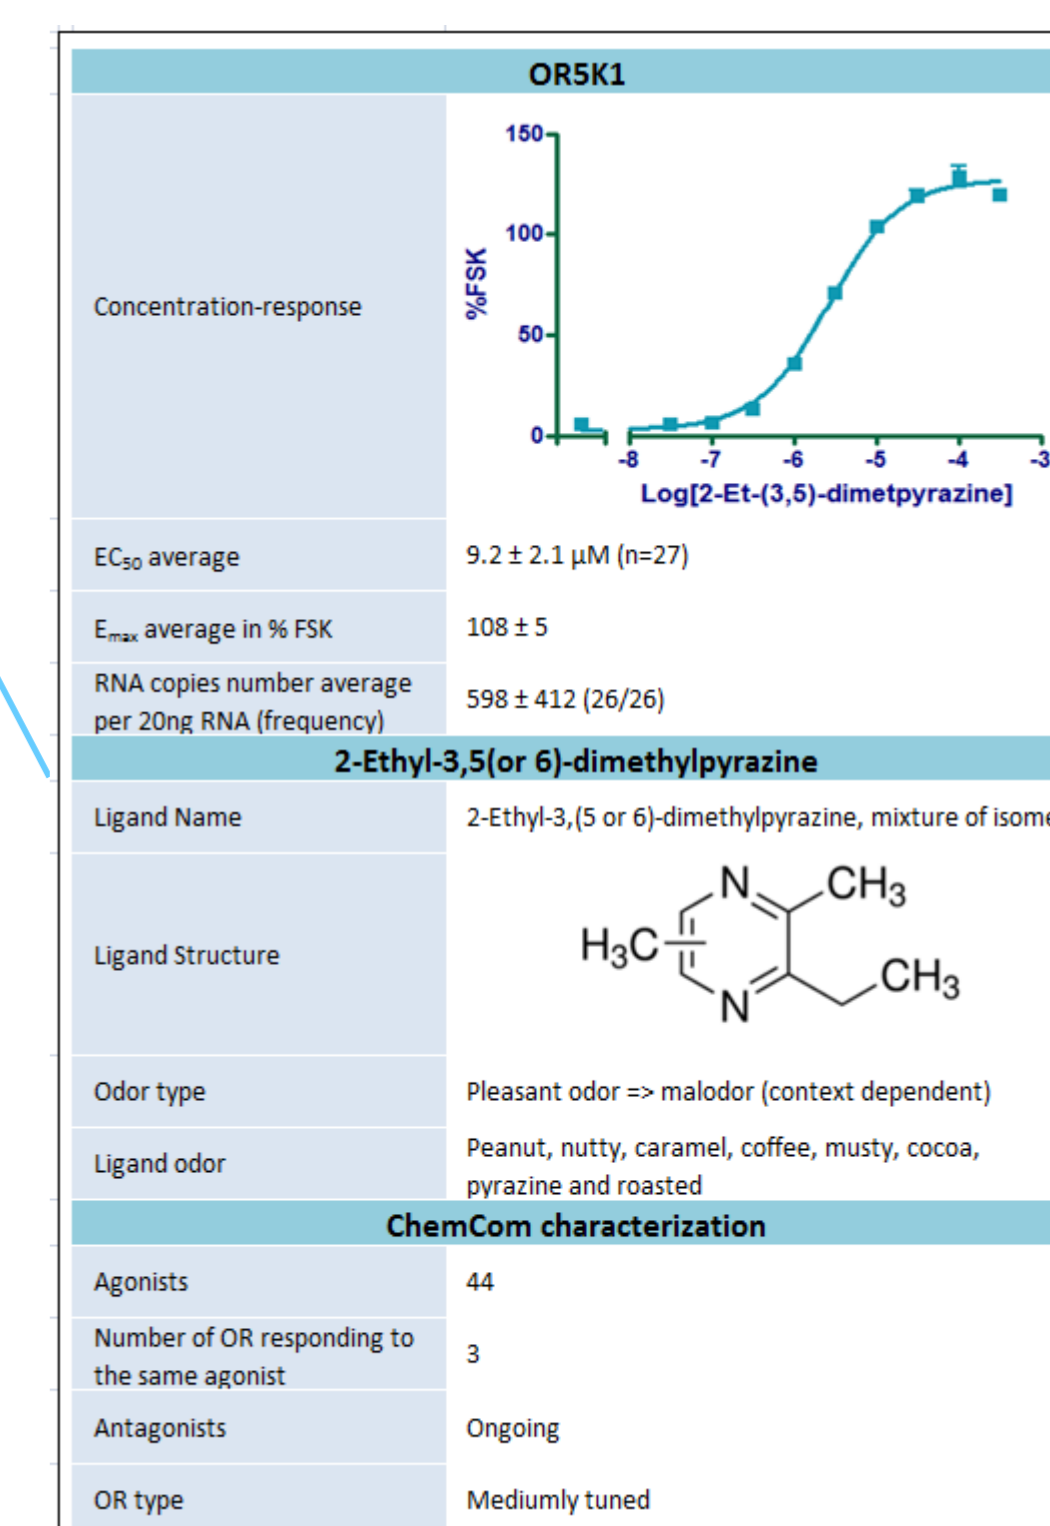 OR5K1
Concentration-response
%FSK
150
100
50
0
-8 -7 -6 -5 -4 -3
Log[2-Et-(3,5)-dimetpyrazine]
EC₅₀ average 9.2 ± 2.1 µM (n=27)
Eₘₐₓ average in % FSK 108 ± 5
RNA copies number average
per 20ng RNA (frequency) 598 ± 412 (26/26)
2-Ethyl-3,5(or 6)-dimethylpyrazine
Ligand Name 2-Ethyl-3,(5 or 6)-dimethylpyrazine, mixture of isome
Ligand Structure
N CH₃
H₃C
N CH₃
Odor type Pleasant odor => malodor (context dependent)
Ligand odor Peanut, nutty, caramel, coffee, musty, cocoa,
pyrazine and roasted
ChemCom characterization
Agonists 44
Number of OR responding to
the same agonist 3
Antagonists Ongoing
OR type Mediumly tuned